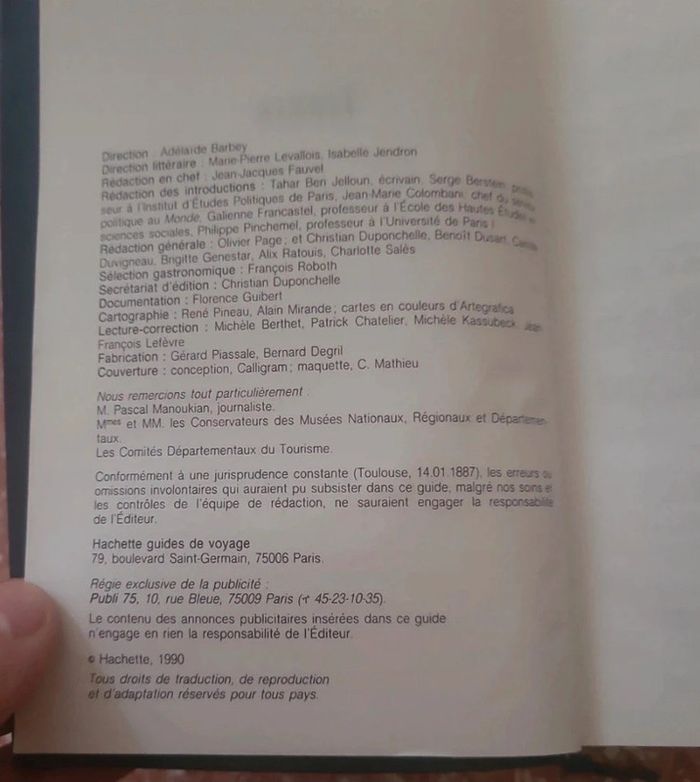 Direction : Adélaïde Barbey
Direction littéraire : Marie-Pierre Levallois, Isabelle Jendron
Rédaction en chef : Jean-Jacques Fauvel
Rédaction des introductions : Tahar Ben Jelloun, écrivain, Serge Berstein, profes-
seur à l'Institut d'Études Politiques de Paris, Jean-Marie Colombani, chef du service
politique au Monde, Galienne Francastel, professeur à l'École des Hautes Études en
sciences sociales, Philippe Pinchemel, professeur à l'Université de Paris I
Rédaction générale : Olivier Page; et Christian Duponchelle, Benoît Dusart,
Duvigneau, Brigitte Genestar, Alix Ratouis, Charlotte Salès
Sélection gastronomique : François Roboth
Secrétariat d'édition : Christian Duponchelle
Documentation : Florence Guibert
Cartographie : René Pineau, Alain Mirande; cartes en couleurs d'Artegrafica
Lecture-correction : Michèle Berthet, Patrick Chatelier, Michèle Kassubeck, Jean-
François Lefèvre
Fabrication : Gérard Piassale, Bernard Degril
Couverture : conception, Calligram; maquette, C. Mathieu
Nous remercions tout particulièrement :
M. Pascal Manoukian, journaliste.
Mmes et MM. les Conservateurs des Musées Nationaux, Régionaux et Départemen-
taux.
Les Comités Départementaux du Tourisme.
Conformément à une jurisprudence constante (Toulouse, 14.01.1887), les erreurs ou
omissions involontaires qui auraient pu subsister dans ce guide, malgré nos soins et
les contrôles de l'équipe de rédaction, ne sauraient engager la responsabilité
de l'Éditeur.
Hachette guides de voyage
79, boulevard Saint-Germain, 75006 Paris.
Régie exclusive de la publicité :
Publi 75, 10, rue Bleue, 75009 Paris (☎ 45-23-10-35).
Le contenu des annonces publicitaires insérées dans ce guide
n'engage en rien la responsabilité de l'Éditeur.
© Hachette, 1990
Tous droits de traduction, de reproduction
et d'adaptation réservés pour tous pays.